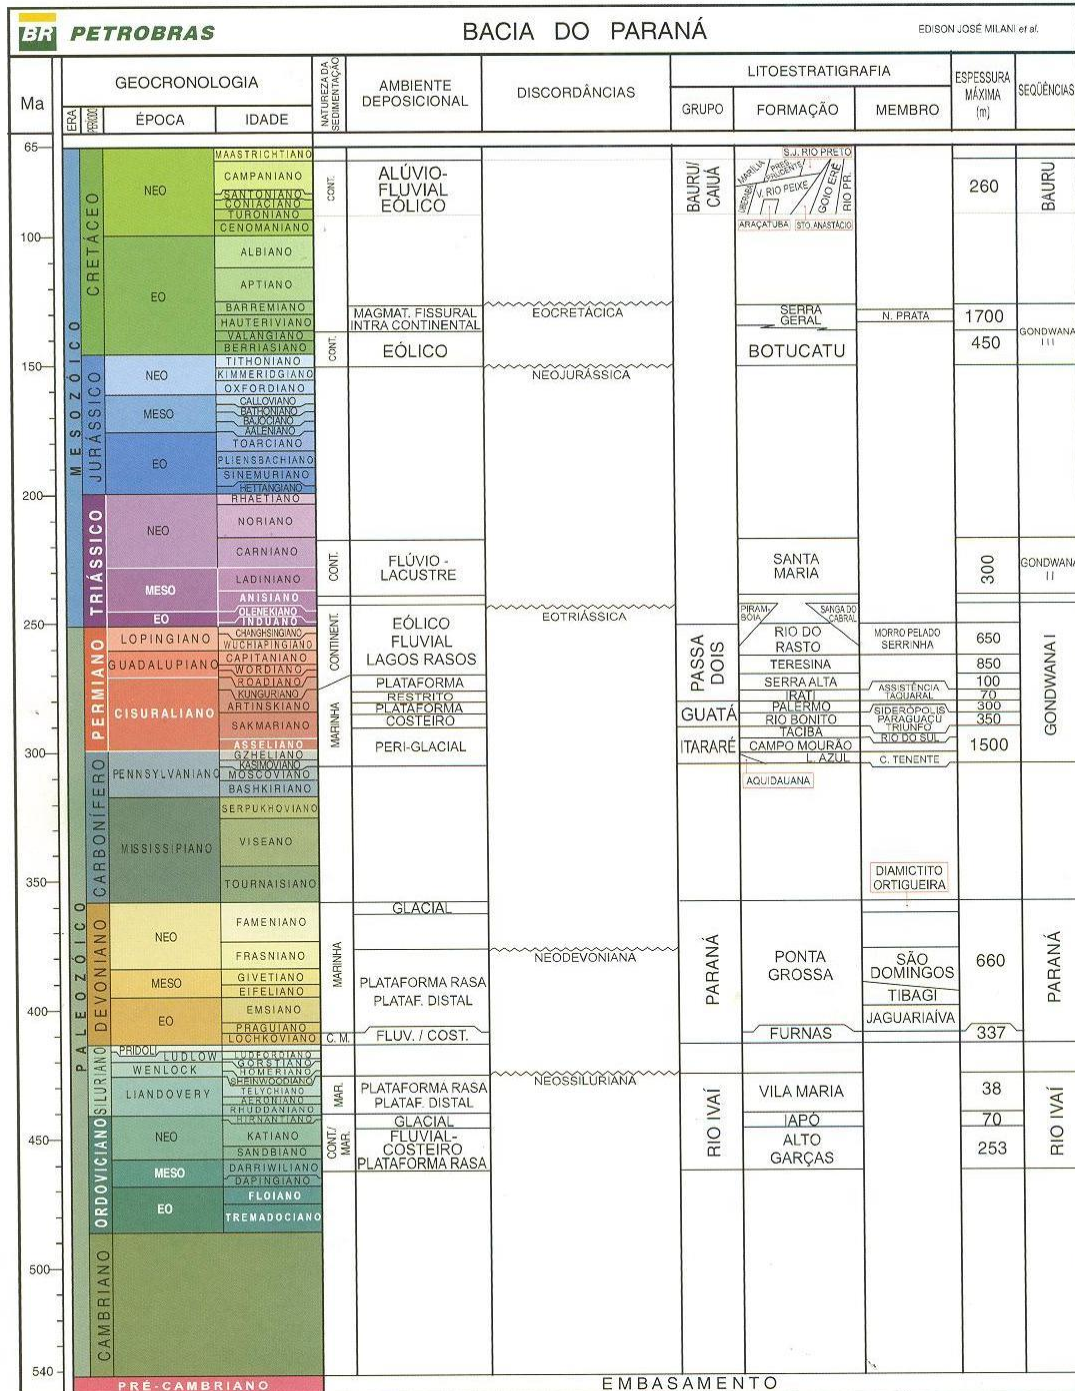 BR PETROBRAS
BACIA DO PARANÁ
EDISON JOSÉ MILANI et al.
Ma
GEOCRONOLOGIA
ERA
PERÍODO
ÉPOCA
IDADE
NATUREZA DA
SEDIMENTAÇÃO
AMBIENTE
DEPOSICIONAL
DISCORDÂNCIAS
LITOESTRATIGRAFIA
GRUPO
FORMAÇÃO
MEMBRO
ESPESSURA
MÁXIMA
(m)
SEQÜÊNCIAS
65
100
150
200
250
300
350
400
450
500
540
MESOZÓICO
PALEOZÓICO
CRETÁCEO
JURÁSSICO
TRIÁSSICO
PERMIANO
CARBONÍFERO
DEVONIANO
SILURIANO
ORDOVICIANO
CAMBRIANO
NEO
EO
NEO
MESO
EO
NEO
MESO
EO
LOPINGIANO
GUADALUPIANO
CISURALIANO
PENNSYLVANIANO
MISSISSIPIANO
NEO
MESO
EO
PRIDOLI
LUDLOW
WENLOCK
LIANDOVERY
NEO
MESO
EO
MAASTRICHTIANO
CAMPANIANO
SANTONIANO
CONIACIANO
TURONIANO
CENOMANIANO
ALBIANO
APTIANO
BARREMIANO
HAUTERIVIANO
VALANGIANO
BERRIASIANO
TITHONIANO
KIMMERIDGIANO
OXFORDIANO
CALLOVIANO
BATHONIANO
BAJOCIANO
AALENIANO
TOARCIANO
PLIENSBACHIANO
SINEMURIANO
HETTANGIANO
RHAETIANO
NORIANO
CARNIANO
LADINIANO
ANISIANO
OLENEKIANO
INDUANO
CHANGHSINGIANO
WUCHIAPINGIANO
CAPITANIANO
WORDIANO
ROADIANO
KUNGURIANO
ARTINSKIANO
SAKMARIANO
ASSELIANO
GZHELIANO
KASIMOVIANO
MOSCOVIANO
BASHKIRIANO
SERPUKHOVIANO
VISEANO
TOURNAISIANO
FAMENIANO
FRASNIANO
GIVETIANO
EIFELIANO
EMSIANO
PRAGUIANO
LOCHKOVIANO
LUDFORDIANO
GORSTIANO
HOMERIANO
SHEINWOODIANO
TELYCHIANO
AERONIANO
RHUDDANIANO
HIRNANTIANO
KATIANO
SANDBIANO
DARRIWILIANO
DAPINGIANO
FLOIANO
TREMADOCIANO
CONT.
CONT.
CONT.
CONTINENT.
MARINHA
MARINHA
C. M.
MAR.
CONT/
MAR.
ALÚVIO-
FLUVIAL
EÓLICO
MAGMAT. FISSURAL
INTRA CONTINENTAL
EÓLICO
FLÚVIO -
LACUSTRE
EÓLICO
FLUVIAL
LAGOS RASOS
PLATAFORMA
RESTRITO
PLATAFORMA
COSTEIRO
PERI-GLACIAL
GLACIAL
PLATAFORMA RASA
PLATAF. DISTAL
FLUV. / COST.
PLATAFORMA RASA
PLATAF. DISTAL
GLACIAL
FLUVIAL-
COSTEIRO
PLATAFORMA RASA
EOCRETÁCICA
NEOJURÁSSICA
EOTRIÁSSICA
NEODEVONIANA
NEOSSILURIANA
BAURU/
CAIUÁ
PASSA
DOIS
GUATÁ
ITARARÉ
PARANÁ
RIO IVAÍ
S.J. RIO PRETO
MARÍLIA
PRES.
PRUDENTE
UBERABA
V. RIO PEIXE
GOIO ERÊ
RIO PR.
ARAÇATUBA
STO. ANASTÁCIO
SERRA
GERAL
BOTUCATU
SANTA
MARIA
PIRAM-
BÓIA
SANGA DO
CABRAL
RIO DO
RASTO
TERESINA
SERRA ALTA
IRATI
PALERMO
RIO BONITO
TACIBA
CAMPO MOURÃO
L. AZUL
AQUIDAUANA
PONTA
GROSSA
FURNAS
VILA MARIA
IAPÓ
ALTO
GARÇAS
N. PRATA
MORRO PELADO
SERRINHA
ASSISTÊNCIA
TAQUARAL
SIDERÓPOLIS
PARAGUAÇU
TRIUNFO
RIO DO SUL
C. TENENTE
DIAMICTITO
ORTIGUEIRA
SÃO
DOMINGOS
TIBAGI
JAGUARIAÍVA
260
1700
450
300
650
850
100
70
300
350
1500
660
337
38
70
253
BAURU
GONDWANA
III
GONDWANA
II
GONDWANA I
PARANÁ
RIO IVAÍ
PRÉ-CAMBRIANO
EMBASAMENTO